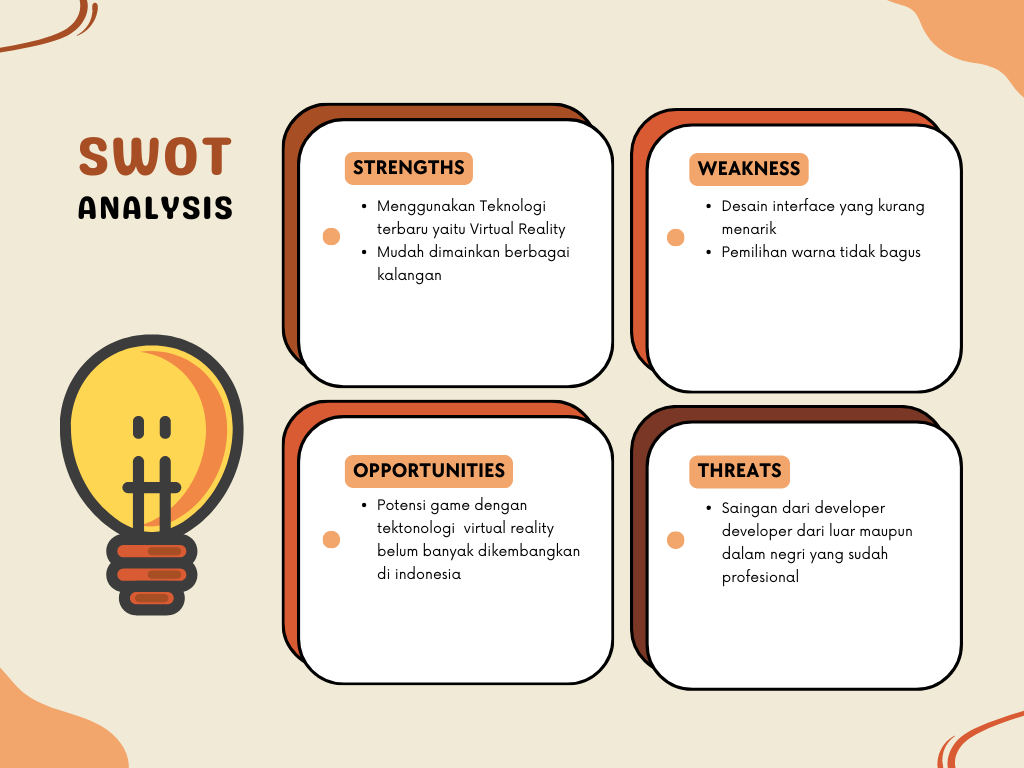 SWOT
ANALYSIS
STRENGTHS
• Menggunakan Teknologi
terbaru yaitu Virtual Reality
• Mudah dimainkan berbagai
kalangan
WEAKNESS
• Desain interface yang kurang
menarik
• Pemilihan warna tidak bagus
OPPORTUNITIES
• Potensi game dengan
tektonologi  virtual reality
belum banyak dikembangkan
di indonesia
THREATS
• Saingan dari developer
developer dari luar maupun
dalam negri yang sudah
profesional